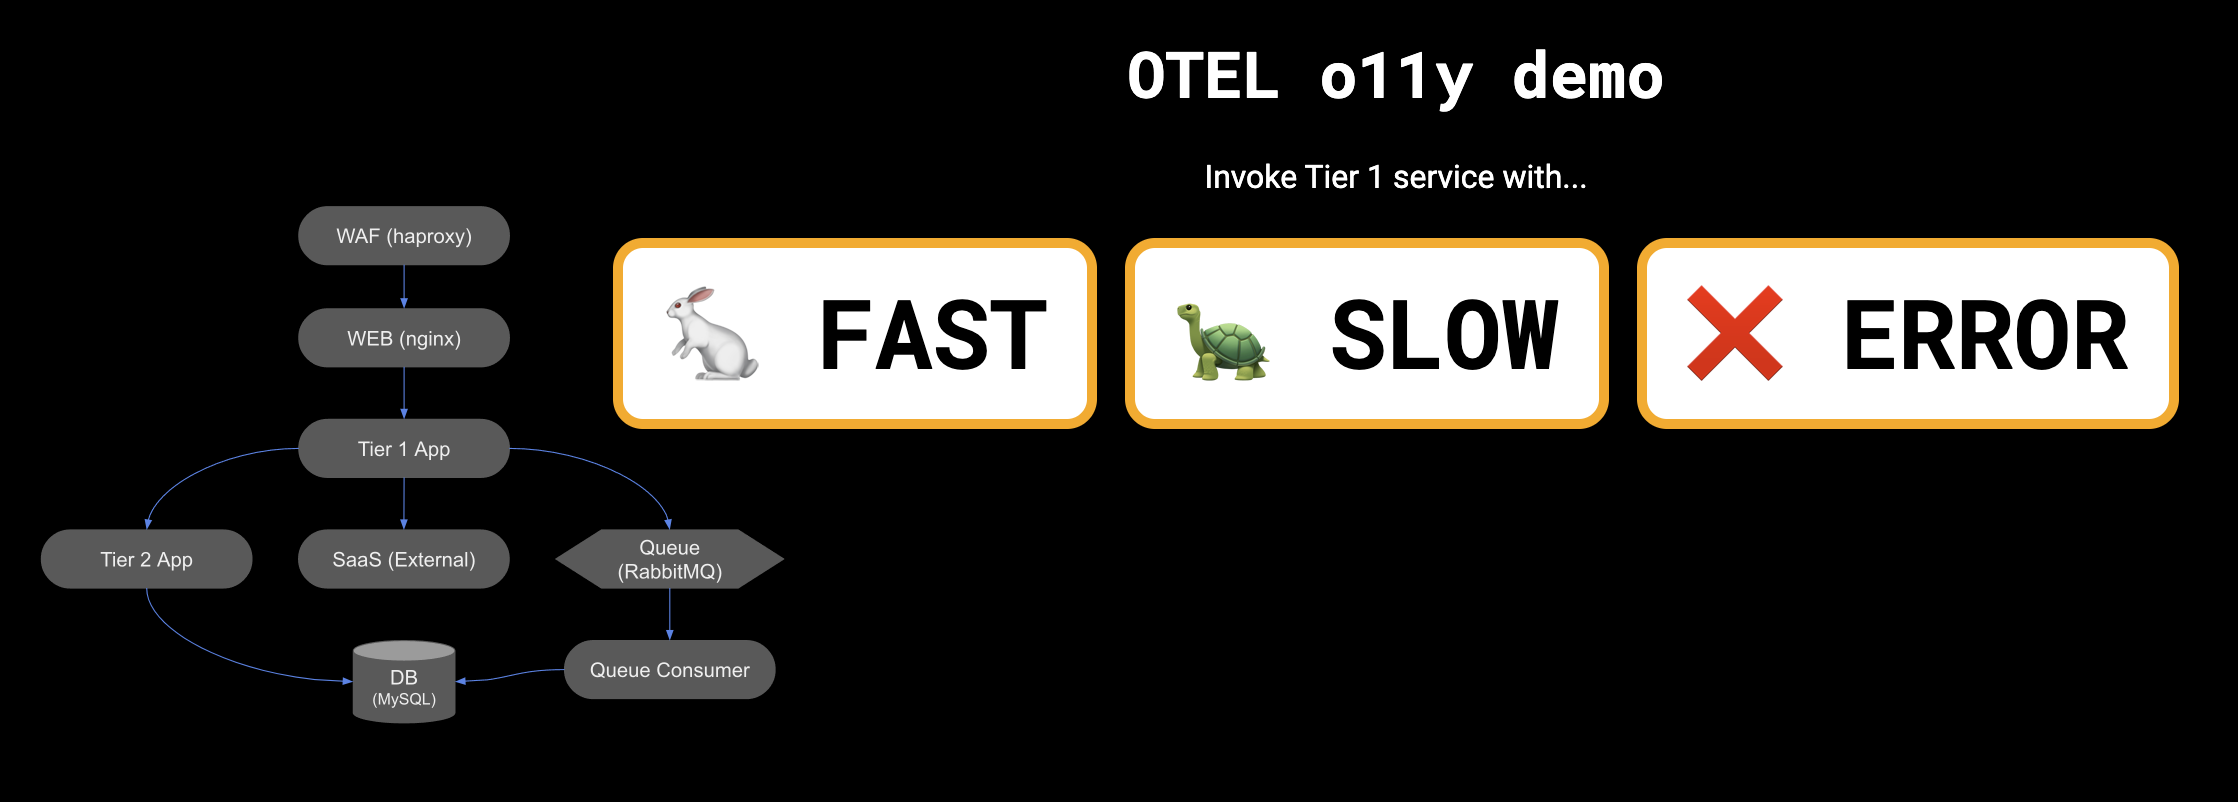 OTEL o11y demo
Invoke Tier 1 service with...
FAST
SLOW
ERROR
WAF (haproxy)
WEB (nginx)
Tier 1 App
Tier 2 App
SaaS (External)
Queue
(RabbitMQ)
DB
(MySQL)
Queue Consumer